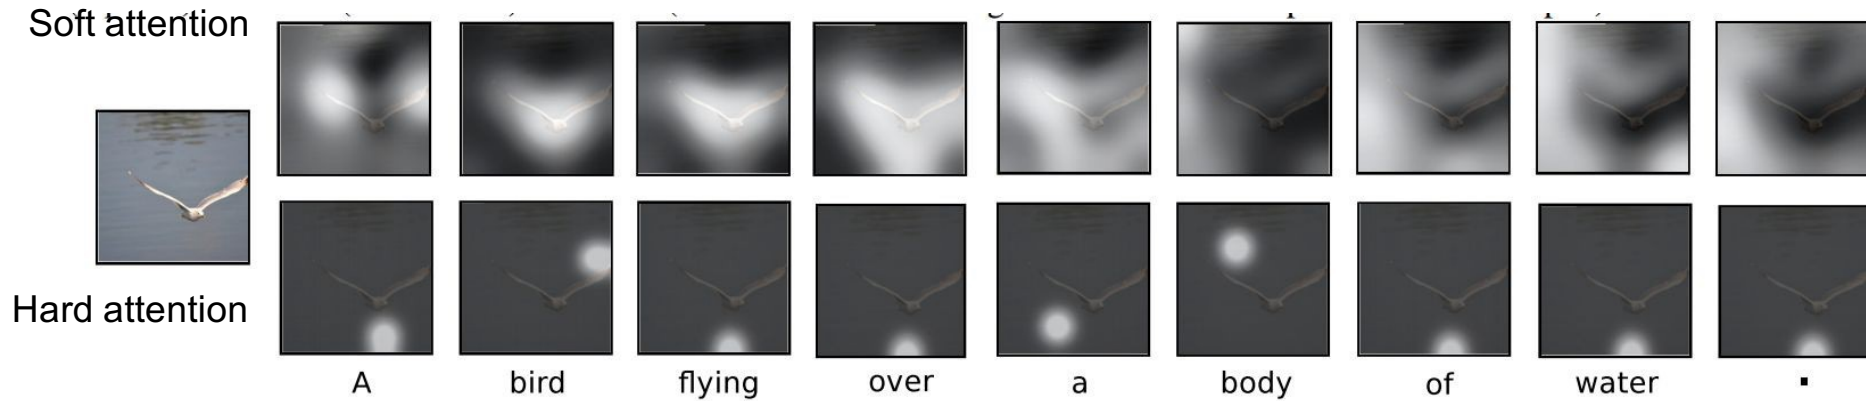 Soft attention
Hard attention
A bird flying over a body of water .